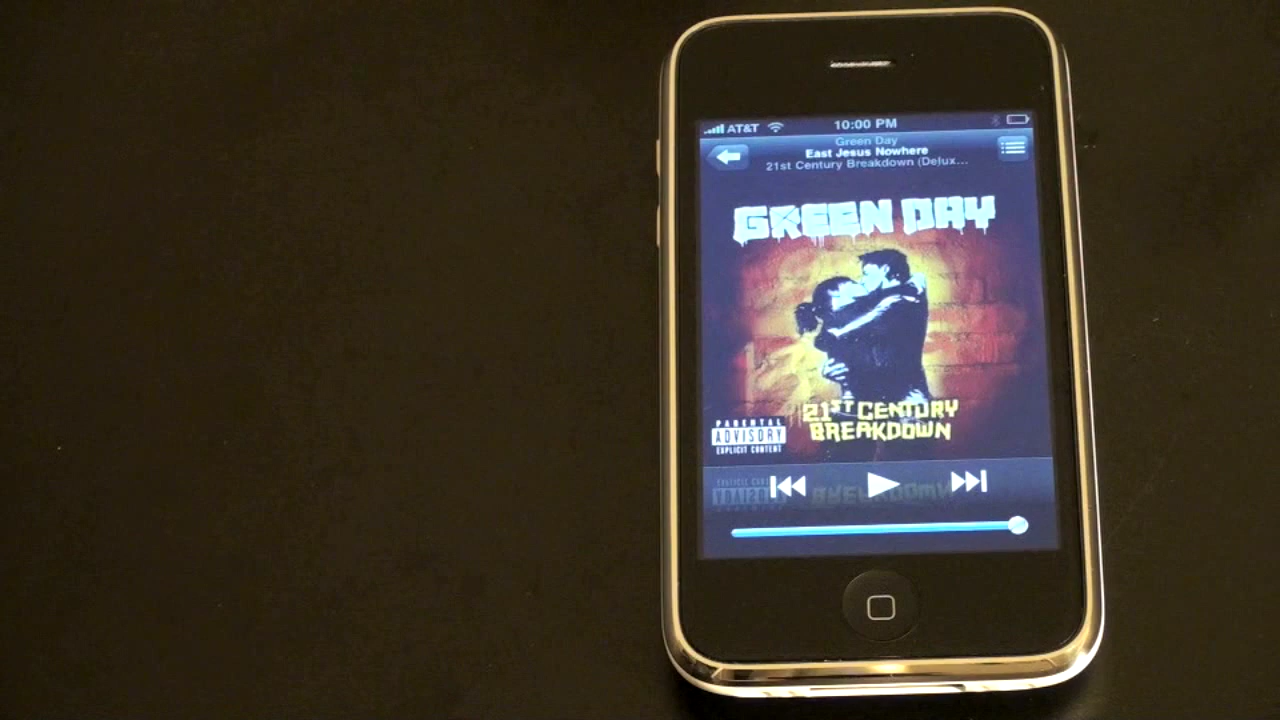 AT&T 10:00 PM
Green Day
East Jesus Nowhere
21st Century Breakdown (Delux...
GREEN DAY
21ST CENTURY
BREAKDOWN
PARENTAL
ADVISORY
EXPLICIT CONTENT